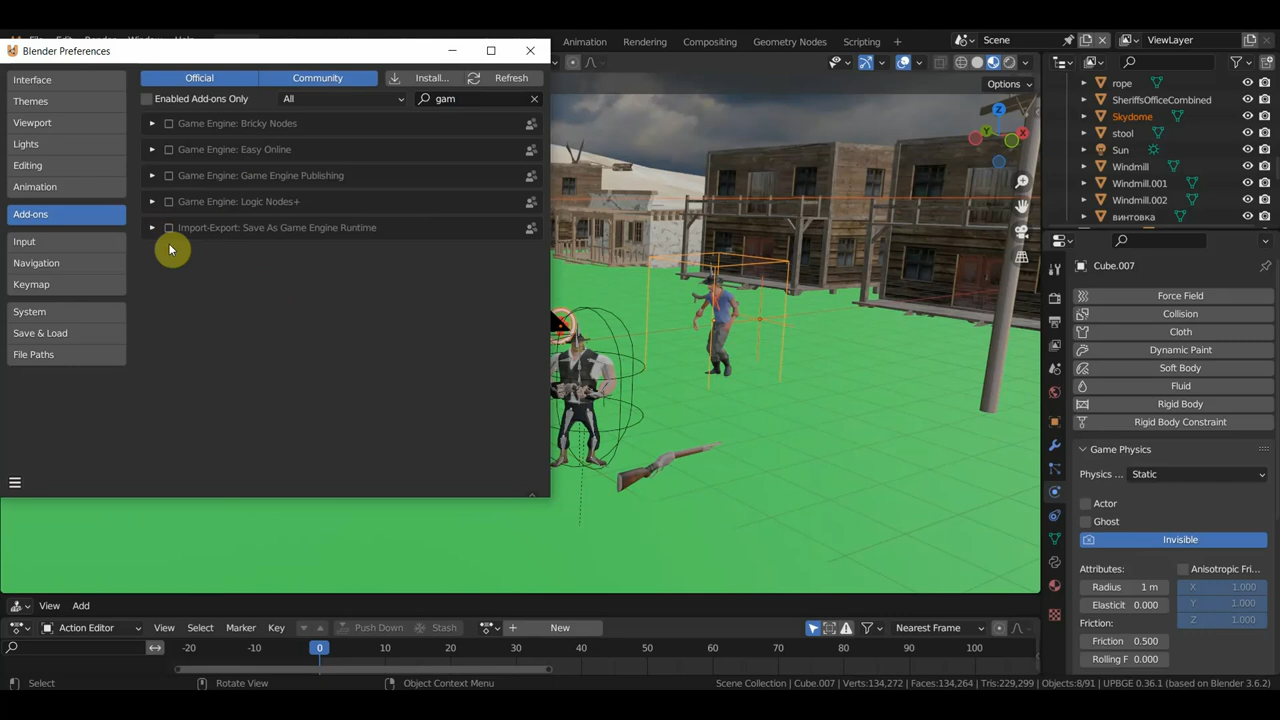 Blender Preferences
Animation
Rendering
Compositing
Geometry Nodes
Scripting
Scene
ViewLayer
Interface
Themes
Viewport
Lights
Editing
Animation
Add-ons
Input
Navigation
Keymap
System
Save & Load
File Paths
Official
Community
Install...
Refresh
Enabled Add-ons Only
All
gam
Game Engine: Bricky Nodes
Game Engine: Easy Online
Game Engine: Game Engine Publishing
Game Engine: Logic Nodes+
Import-Export: Save As Game Engine Runtime
Options
X
Y
Z
rope
SheriffsOfficeCombined
Skydome
stool
Sun
Windmill
Windmill.001
Windmill.002
винтовка
Cube.007
Force Field
Collision
Cloth
Dynamic Paint
Soft Body
Fluid
Rigid Body
Rigid Body Constraint
Game Physics
Physics ... Static
Actor
Ghost
Invisible
Attributes:
Anisotropic Fri...
Radius 1 m
X 1.000
Elasticit 0.000
Y 1.000
Friction:
Z 1.000
Friction 0.500
Rolling F 0.000
View Add
Action Editor View Select Marker Key Push Down Stash New Nearest Frame
-20 -10 0 10 20 30 40 50 60 70 80 90 100
Select Rotate View Object Context Menu Scene Collection | Cube.007 | Verts:134,272 | Faces:134,264 | Tris:229,299 | Objects:8/91 | UPBGE 0.36.1 (based on Blender 3.6.2)